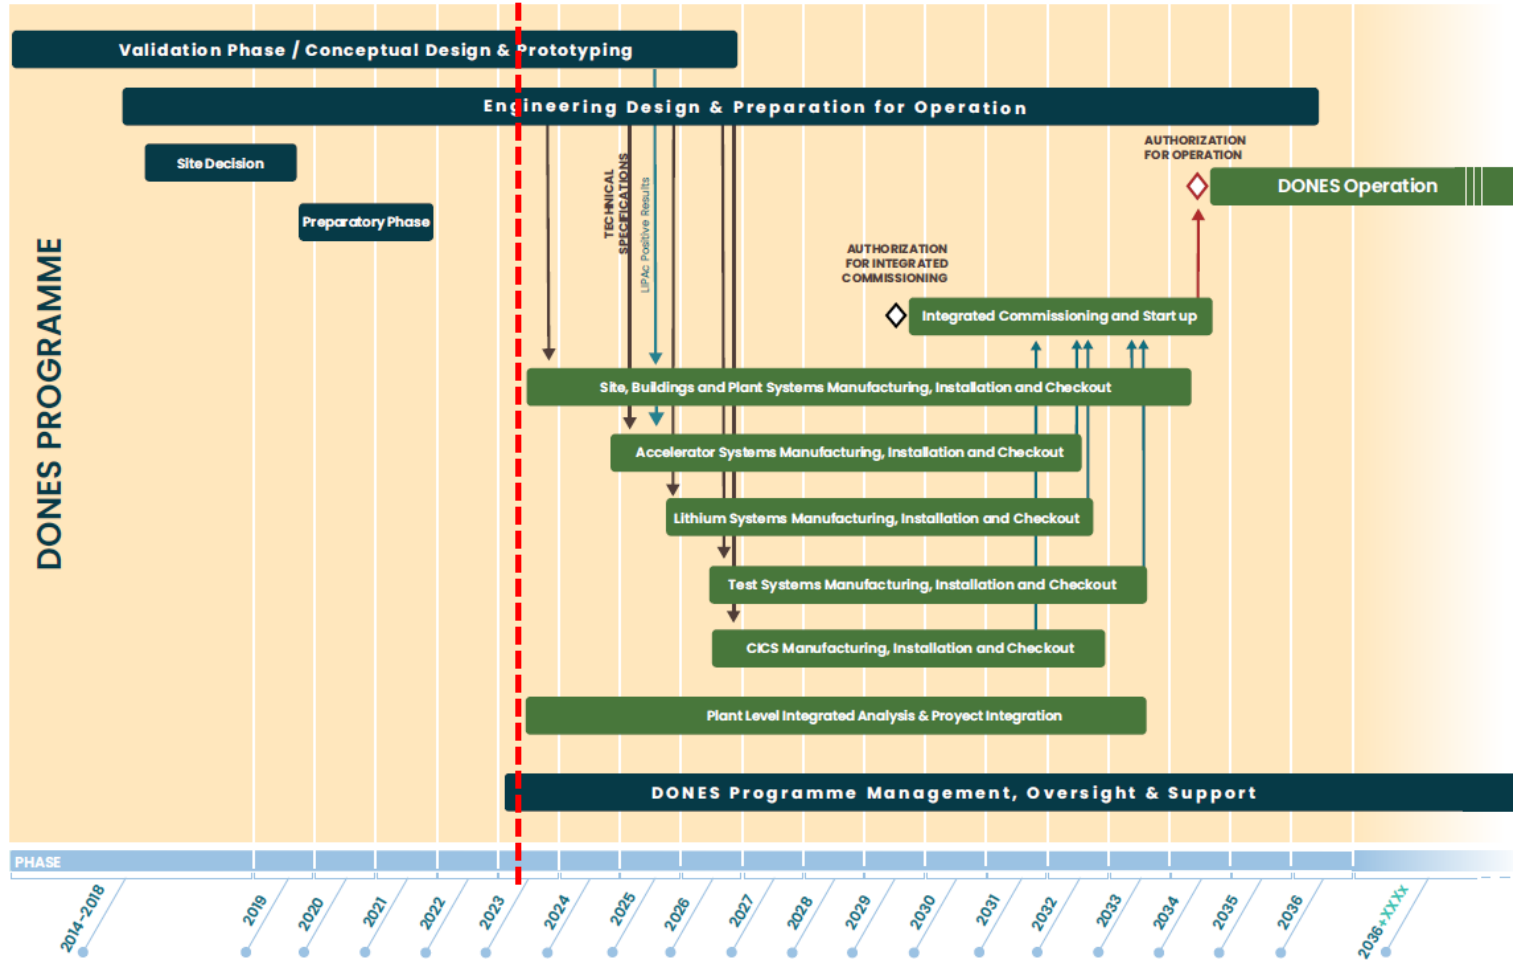 Validation Phase / Conceptual Design & Prototyping
Engineering Design & Preparation for Operation
Site Decision
Preparatory Phase
TECHNICAL
SPECIFICATIONS
LIPAc Positive Results
AUTHORIZATION
FOR OPERATION
DONES Operation
AUTHORIZATION
FOR INTEGRATED
COMMISSIONING
Integrated Commissioning and Start up
DONES PROGRAMME
Site, Buildings and Plant Systems Manufacturing, Installation and Checkout
Accelerator Systems Manufacturing, Installation and Checkout
Lithium Systems Manufacturing, Installation and Checkout
Test Systems Manufacturing, Installation and Checkout
CICS Manufacturing, Installation and Checkout
Plant Level Integrated Analysis & Proyect Integration
DONES Programme Management, Oversight & Support
PHASE
2014-2018
2019
2020
2021
2022
2023
2024
2025
2026
2027
2028
2029
2030
2031
2032
2033
2034
2035
2036
2036+XXXX